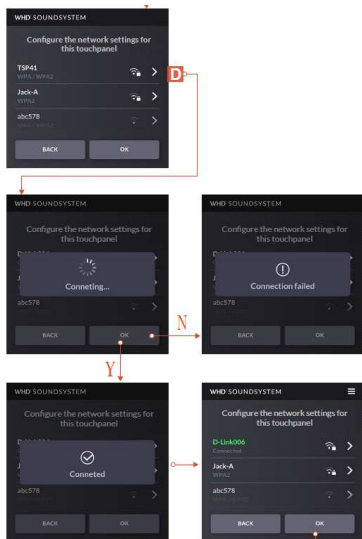 WHD SOUNDSYSTEM
Configure the network settings for
this touchpanel
TSP41
WPA / WPA2
Jack-A
WPA2
abc578
BACK OK
D
WHD SOUNDSYSTEM
Configure the network settings for
this touchpanel
Conneting...
abc578
BACK OK
N
Y
WHD SOUNDSYSTEM
Configure the network settings for
this touchpanel
Connection failed
abc578
BACK OK
WHD SOUNDSYSTEM
Configure the network settings for
this touchpanel
Conneted
abc578
BACK OK
WHD SOUNDSYSTEM
Configure the network settings for
this touchpanel
D-Link006
Connected
Jack-A
WPA2
abc578
BACK OK